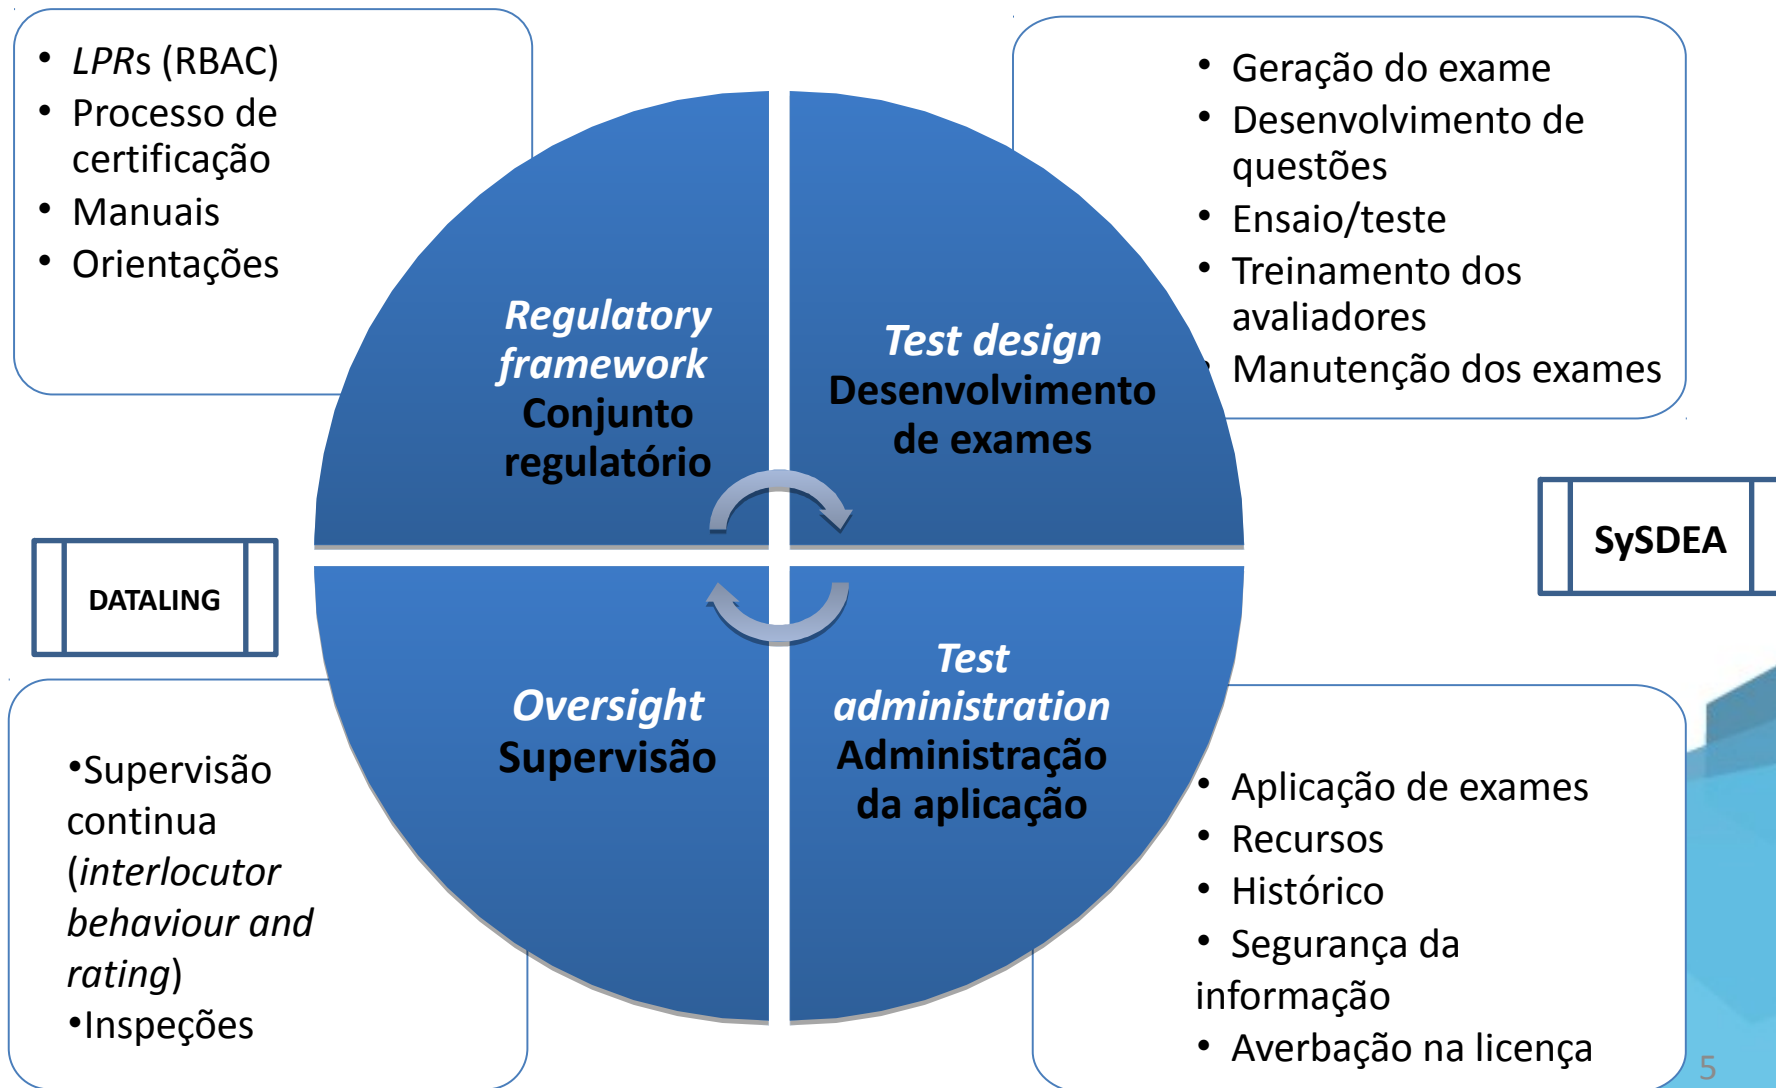 • LPRs (RBAC)
• Processo de
certificação
• Manuais
• Orientações
• Geração do exame
• Desenvolvimento de
questões
• Ensaio/teste
• Treinamento dos
avaliadores
• Manutenção dos exames
Regulatory
framework
Conjunto
regulatório
Test design
Desenvolvimento
de exames
DATALING
SySDEA
Oversight
Supervisão
Test
administration
Administração
da aplicação
•Supervisão
continua
(interlocutor
behaviour and
rating)
•Inspeções
• Aplicação de exames
• Recursos
• Histórico
• Segurança da
informação
• Averbação na licença
5